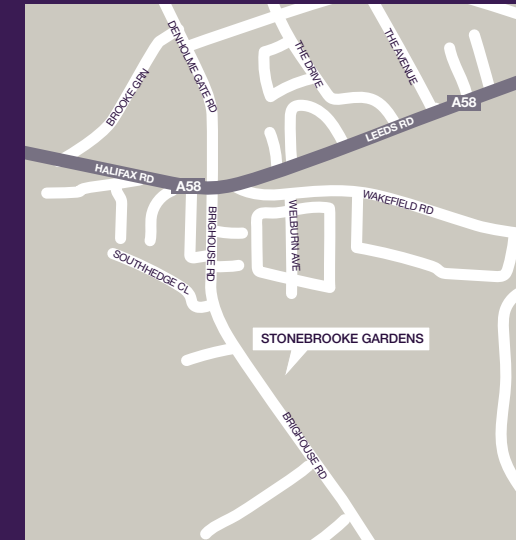 DENHOLME GATE RD
THE DRIVE
THE AVENUE
BROOKE GRN
A58
LEEDS RD
HALIFAX RD
A58
WAKEFIELD RD
BRIGHOUSE RD
WELBURN AVE
SOUTHHEDGE CL
STONEBROOKE GARDENS
BRIGHOUSE RD